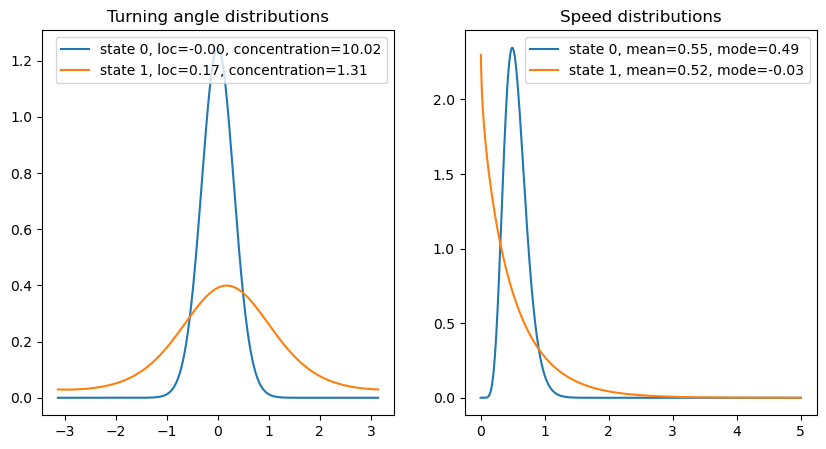 Turning angle distributions
state 0, loc=-0.00, concentration=10.02
state 1, loc=0.17, concentration=1.31
1.2
1.0
0.8
0.6
0.4
0.2
0.0
−3 −2 −1 0 1 2 3
Speed distributions
state 0, mean=0.55, mode=0.49
state 1, mean=0.52, mode=-0.03
2.0
1.5
1.0
0.5
0.0
0 1 2 3 4 5